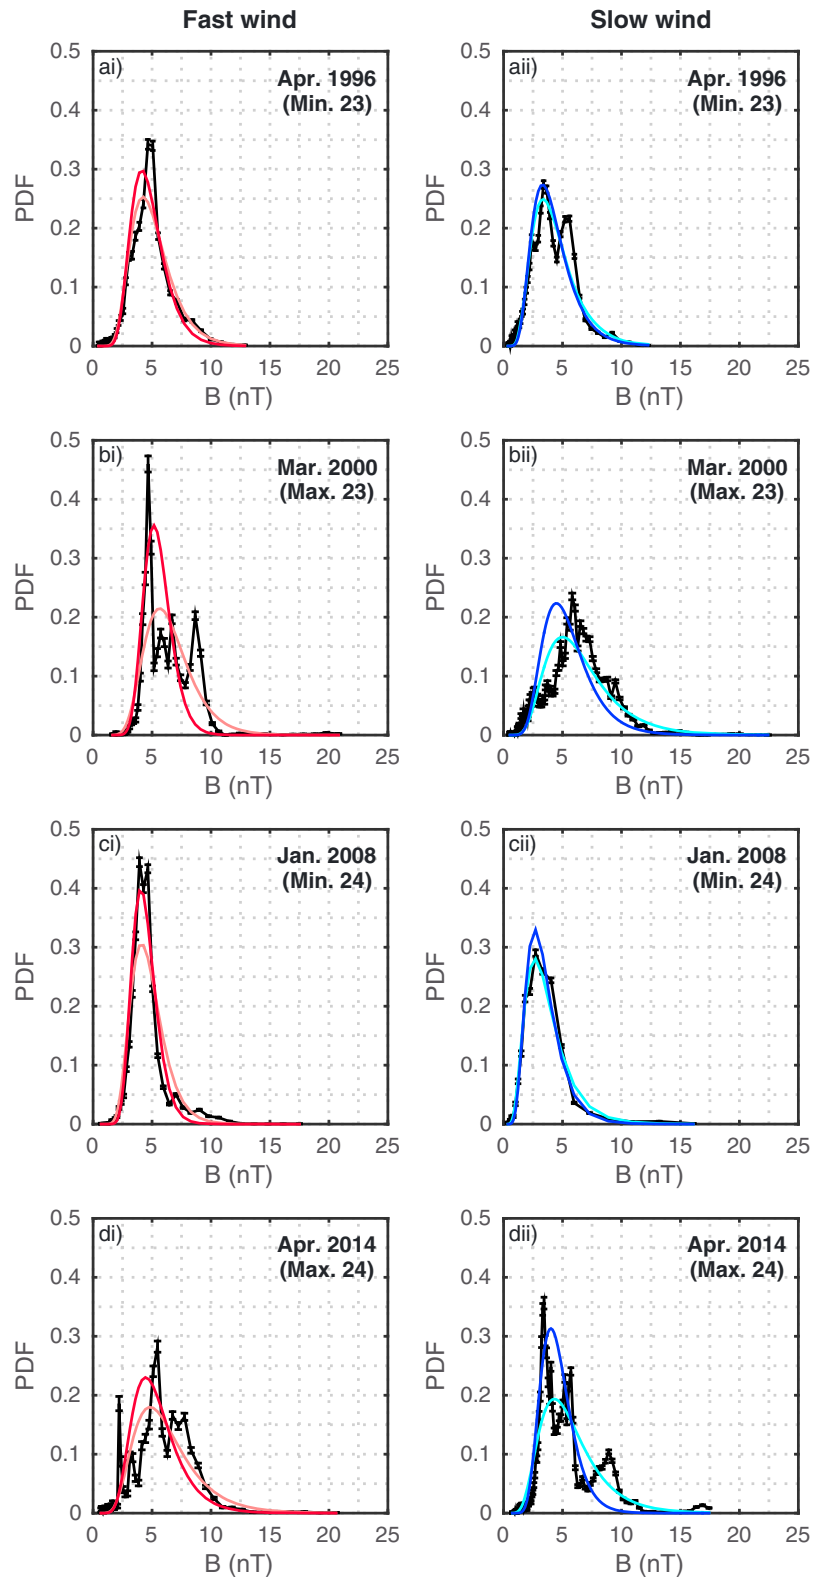 Fast wind
Slow wind
ai)
Apr. 1996
(Min. 23)
0.5
0.4
0.3
0.2
0.1
0
PDF
0 5 10 15 20 25
B (nT)
aii)
Apr. 1996
(Min. 23)
0.5
0.4
0.3
0.2
0.1
0
PDF
0 5 10 15 20 25
B (nT)
bi)
Mar. 2000
(Max. 23)
0.5
0.4
0.3
0.2
0.1
0
PDF
0 5 10 15 20 25
B (nT)
bii)
Mar. 2000
(Max. 23)
0.5
0.4
0.3
0.2
0.1
0
PDF
0 5 10 15 20 25
B (nT)
ci)
Jan. 2008
(Min. 24)
0.5
0.4
0.3
0.2
0.1
0
PDF
0 5 10 15 20 25
B (nT)
cii)
Jan. 2008
(Min. 24)
0.5
0.4
0.3
0.2
0.1
0
PDF
0 5 10 15 20 25
B (nT)
di)
Apr. 2014
(Max. 24)
0.5
0.4
0.3
0.2
0.1
0
PDF
0 5 10 15 20 25
B (nT)
dii)
Apr. 2014
(Max. 24)
0.5
0.4
0.3
0.2
0.1
0
PDF
0 5 10 15 20 25
B (nT)